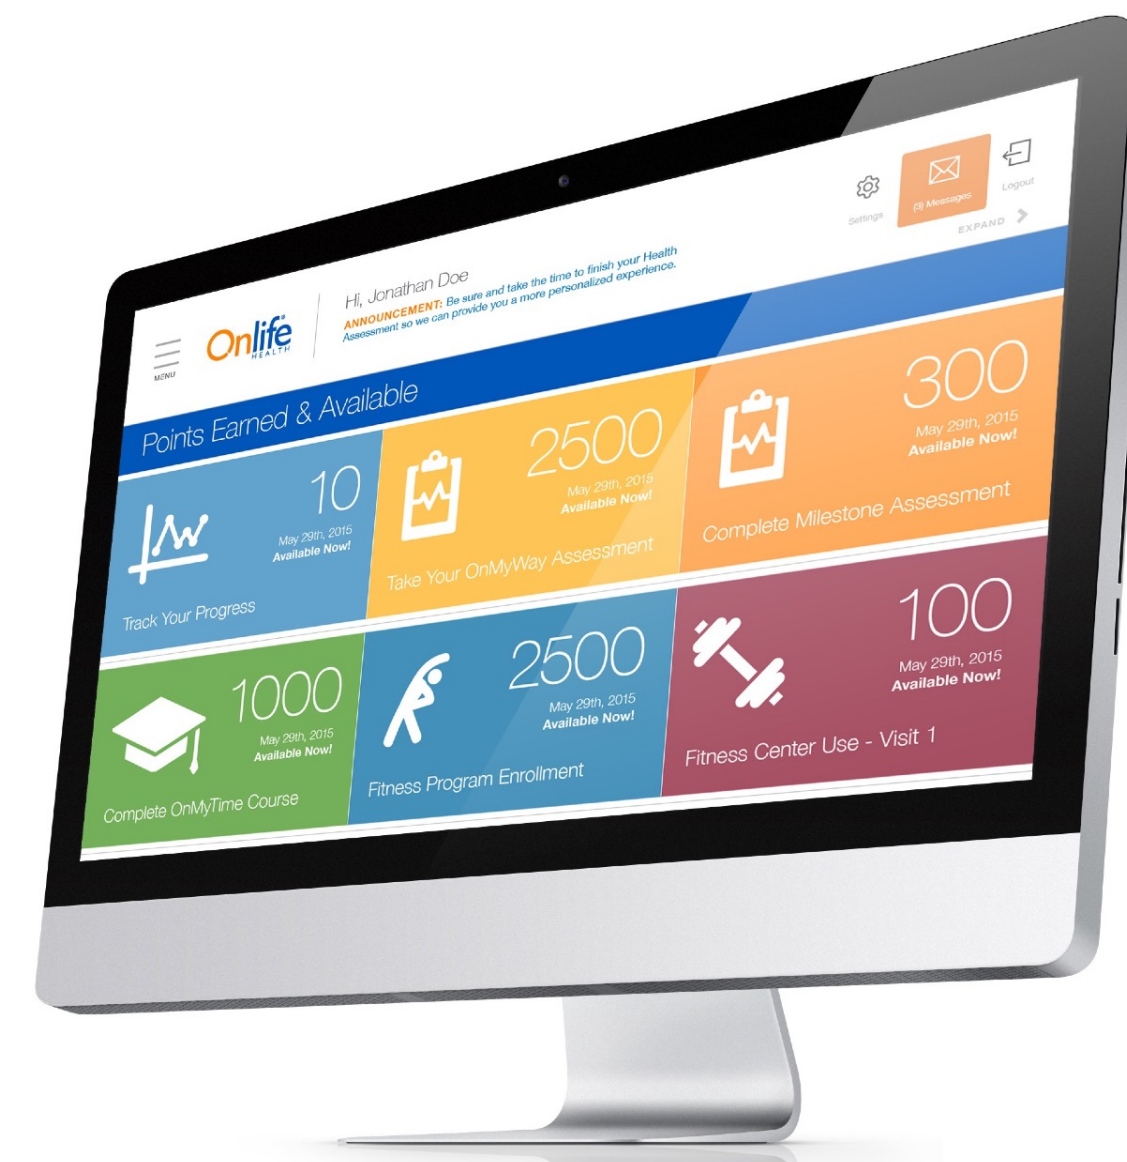 MENU
Onlife
HEALTH
Hi, Jonathan Doe
ANNOUNCEMENT: Be sure and take the time to finish your Health
Assessment so we can provide you a more personalized experience.
Settings
(3) Messages
Logout
EXPAND
Points Earned & Available
10
May 29th, 2015
Available Now!
Track Your Progress
2500
May 29th, 2015
Available Now!
Take Your OnMyWay Assessment
300
May 29th, 2015
Available Now!
Complete Milestone Assessment
1000
May 29th, 2015
Available Now!
Complete OnMyTime Course
2500
May 29th, 2015
Available Now!
Fitness Program Enrollment
100
May 29th, 2015
Available Now!
Fitness Center Use - Visit 1